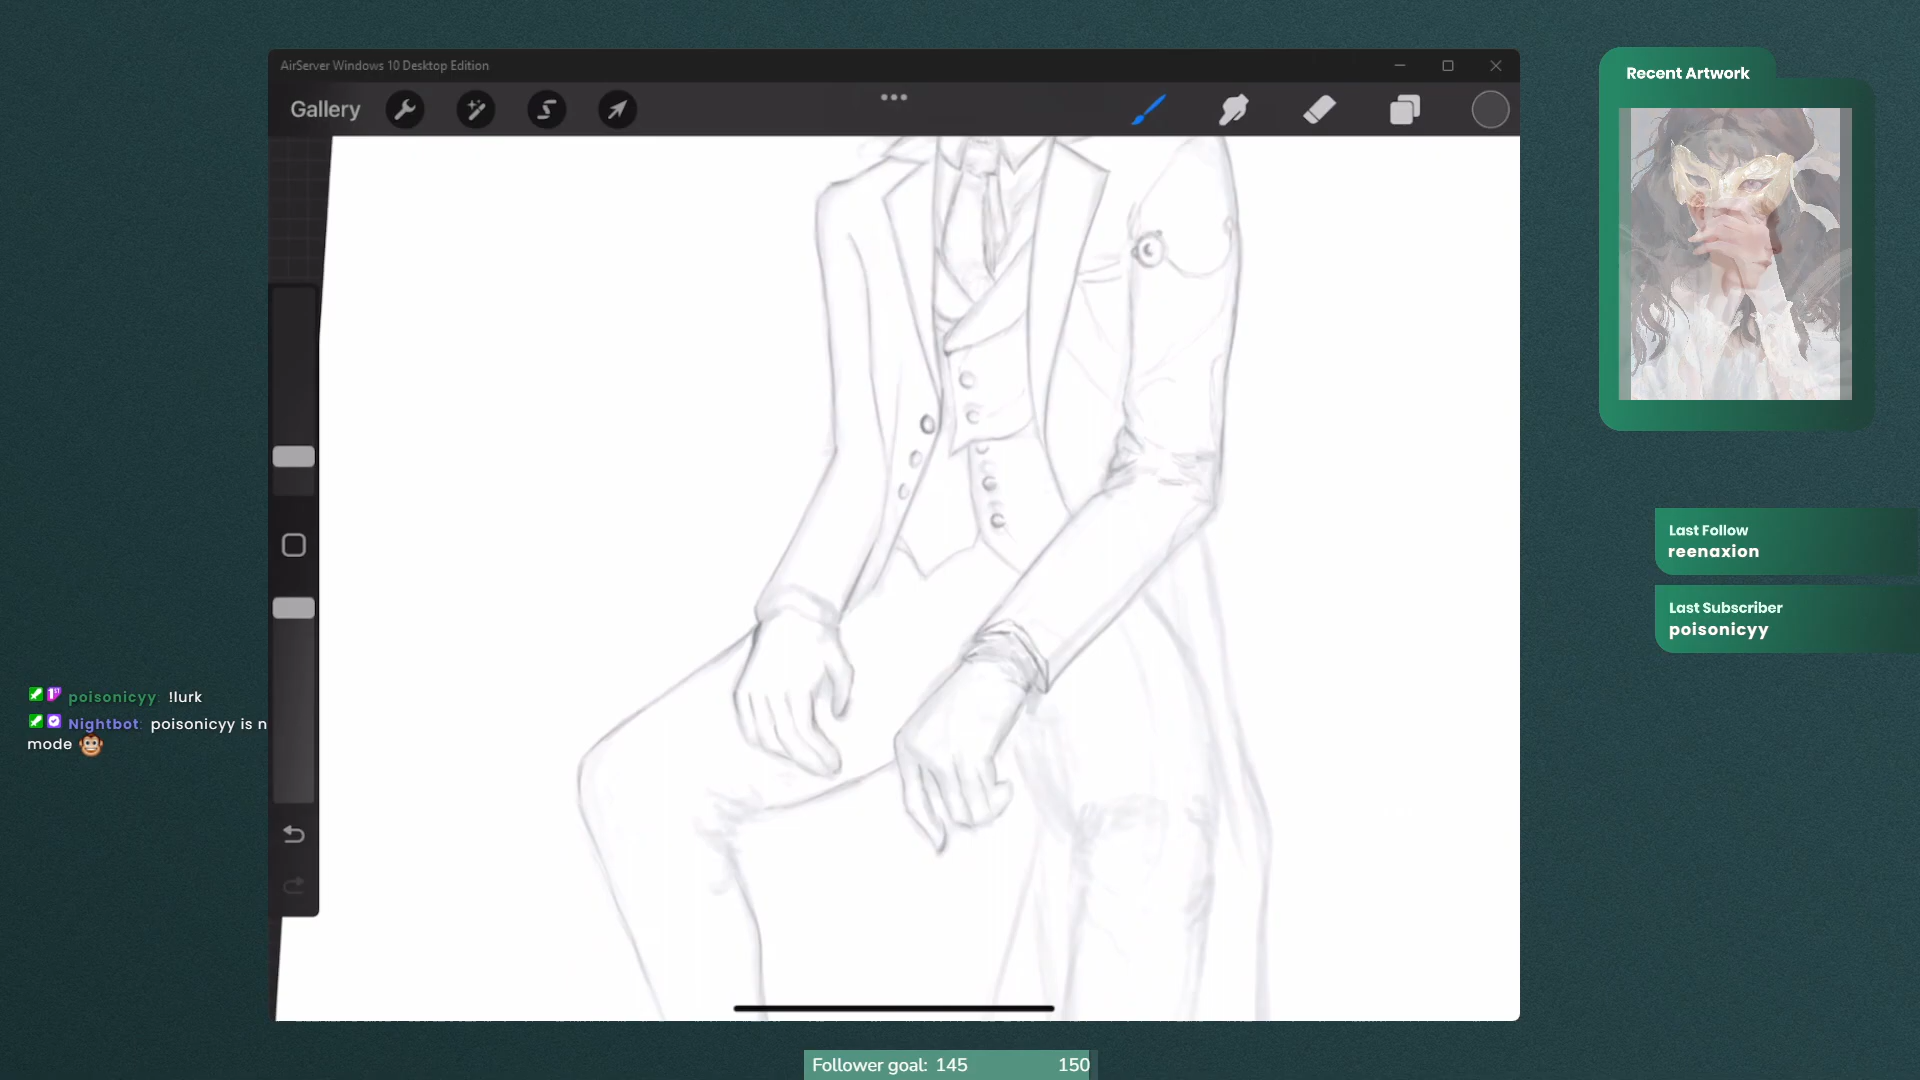 AirServer Windows 10 Desktop Edition
Gallery
Recent Artwork
Last Follow
reenaxion
Last Subscriber
poisonicyy
poisonicyy: !lurk
Nightbot: poisonicyy is n
mode
Follower goal: 145 150